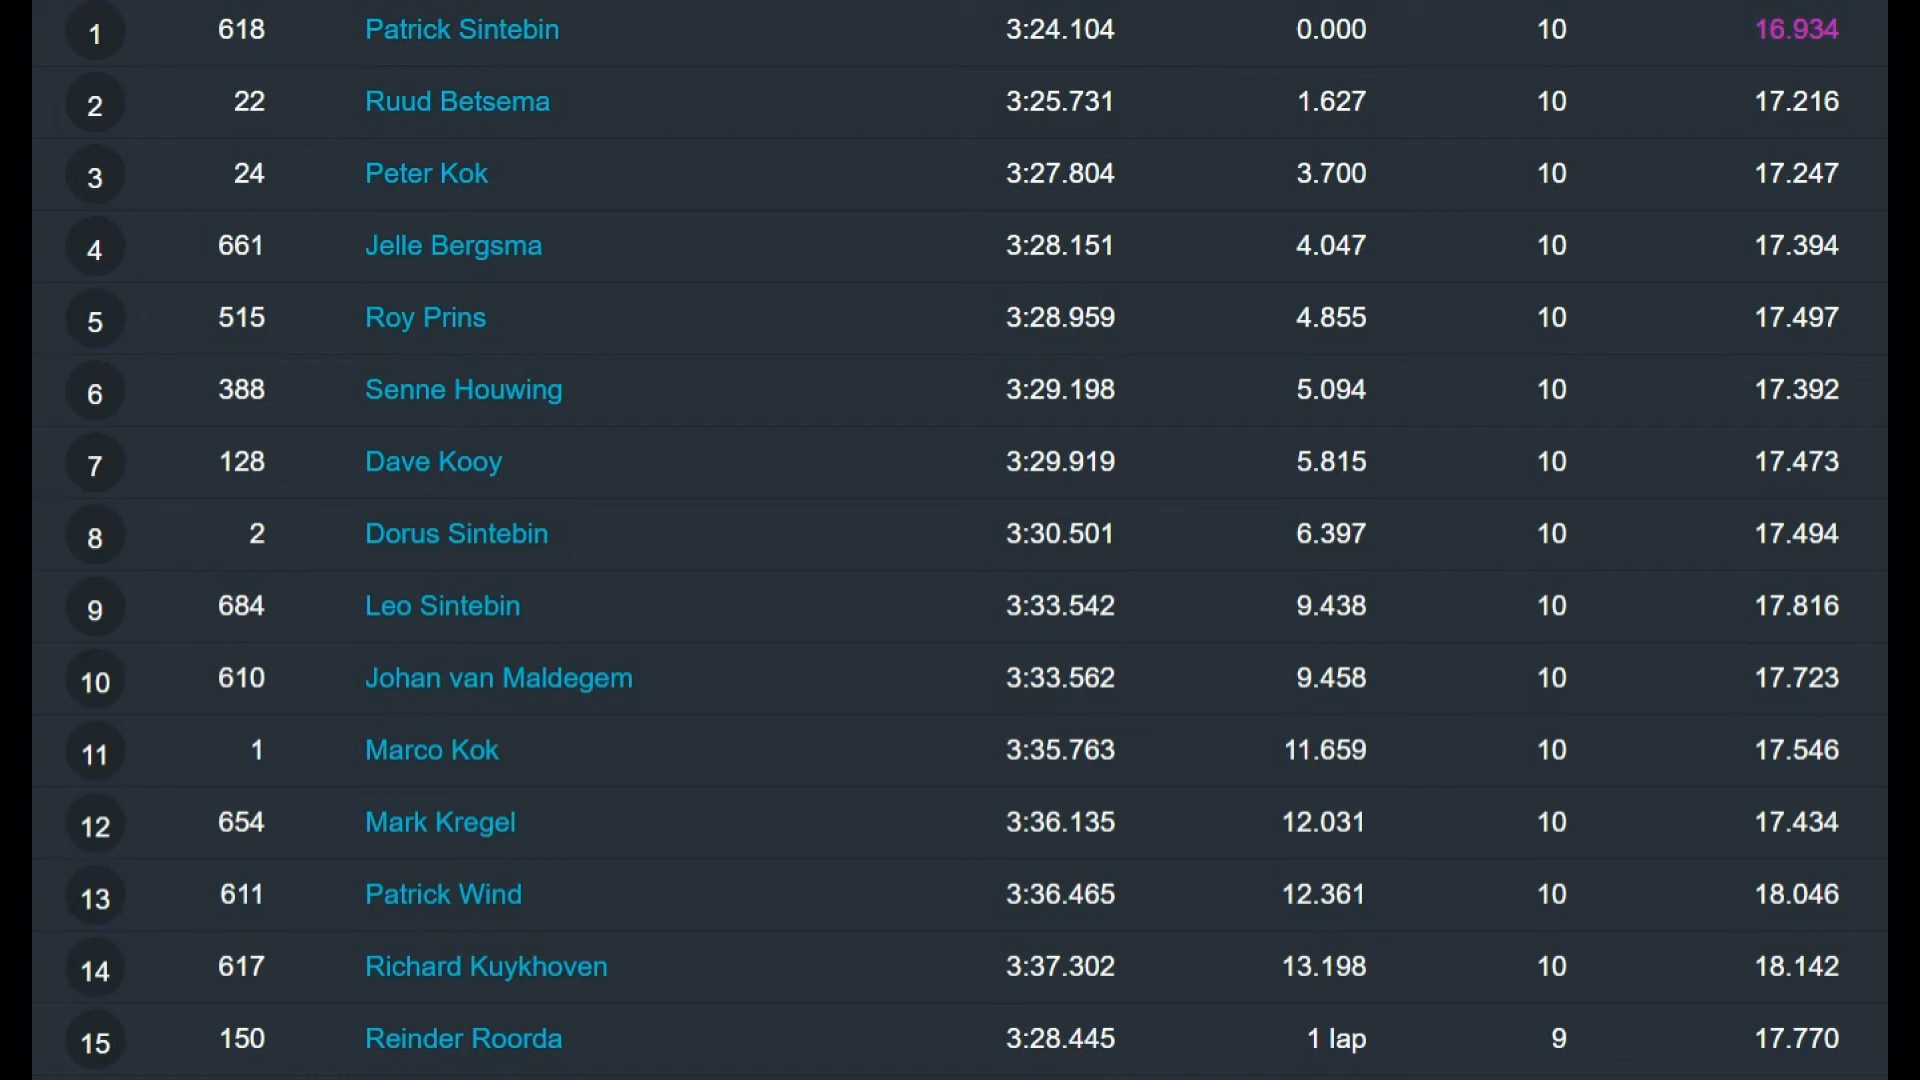 1 618 Patrick Sintebin 3:24.104 0.000 10 16.934
2 22 Ruud Betsema 3:25.731 1.627 10 17.216
3 24 Peter Kok 3:27.804 3.700 10 17.247
4 661 Jelle Bergsma 3:28.151 4.047 10 17.394
5 515 Roy Prins 3:28.959 4.855 10 17.497
6 388 Senne Houwing 3:29.198 5.094 10 17.392
7 128 Dave Kooy 3:29.919 5.815 10 17.473
8 2 Dorus Sintebin 3:30.501 6.397 10 17.494
9 684 Leo Sintebin 3:33.542 9.438 10 17.816
10 610 Johan van Maldegem 3:33.562 9.458 10 17.723
11 1 Marco Kok 3:35.763 11.659 10 17.546
12 654 Mark Kregel 3:36.135 12.031 10 17.434
13 611 Patrick Wind 3:36.465 12.361 10 18.046
14 617 Richard Kuykhoven 3:37.302 13.198 10 18.142
15 150 Reinder Roorda 3:28.445 1 lap 9 17.770